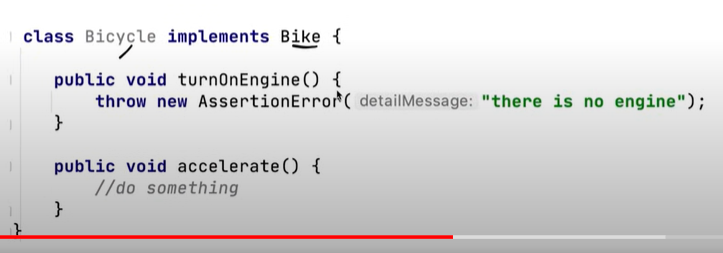 class Bicycle implements Bike {
public void turnOnEngine() {
throw new AssertionError( detailMessage: "there is no engine");
}
public void accelerate() {
//do something
}
}